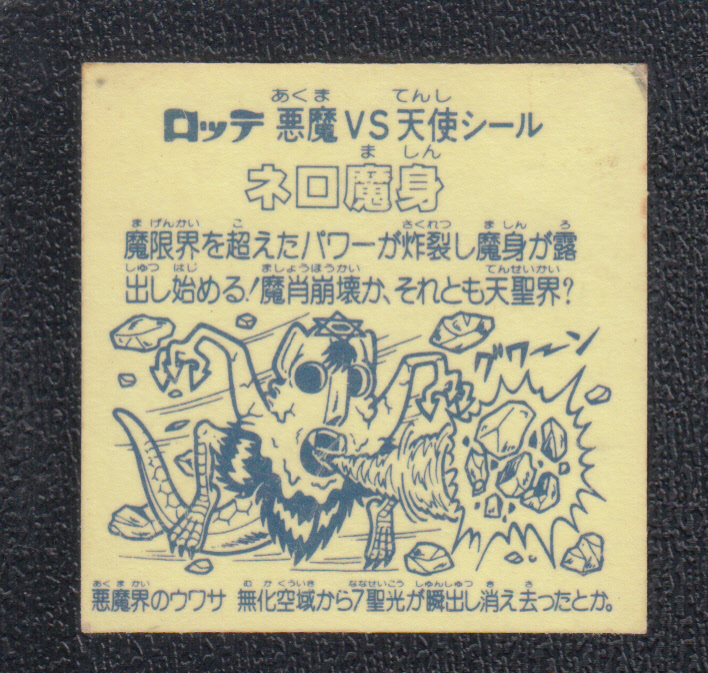 あくま てんし
ロッテ 悪魔VS天使シール
ましん
ネロ魔身
まげんかい こ さくれつ ましん ろ
魔限界を超えたパワーが炸裂し魔身が露
しゅつ はじ ましょうほうかい てんせいかい
出し始める!魔肖崩壊か、それとも天聖界?
グワーン
あくまかい むかくういき ななせいこう しゅんしゅつ き さ
悪魔界のウワサ 無化空域から7聖光が瞬出し消え去ったとか。